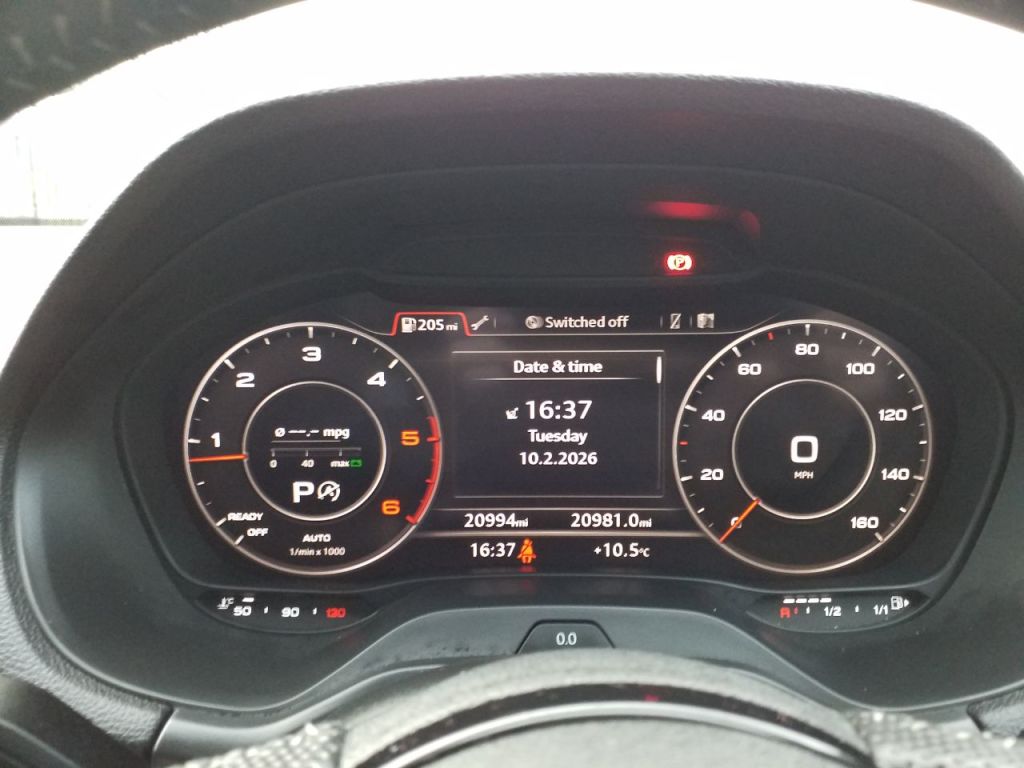 P
205 mi
Switched off
Date & time
16:37
Tuesday
10.2.2026
1
2
3
4
5
6
Ø --.- mpg
0 40 max
P A
READY
OFF
AUTO
1/min x 1000
0
20
40
60
80
100
120
140
160
0
MPH
20994mi 20981.0mi
16:37 +10.5°C
°C 50 90 130
R 1/2 1/1
0.0